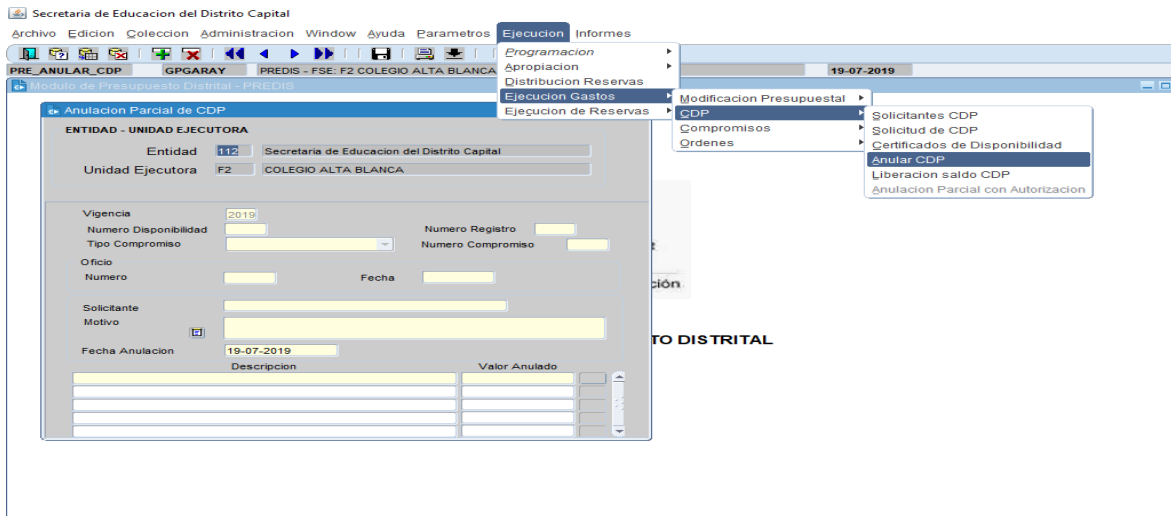 Secretaria de Educacion del Distrito Capital
Archivo Edicion Coleccion Administracion Window Ayuda Parametros Ejecucion Informes
PRE_ANULAR_CDP GPGARAY PREDIS - FSE: F2 COLEGIO ALTA BLANCA 19-07-2019
Modulo de Presupuesto Distrital - PREDIS
Programacion
Apropiacion
Distribucion Reservas
Ejecucion Gastos
Ejecucion de Reservas
Modificacion Presupuestal
CDP
Compromisos
Ordenes
Solicitantes CDP
Solicitud de CDP
Certificados de Disponibilidad
Anular CDP
Liberacion saldo CDP
Anulacion Parcial con Autorizacion
Anulacion Parcial de CDP
ENTIDAD - UNIDAD EJECUTORA
Entidad 112 Secretaria de Educacion del Distrito Capital
Unidad Ejecutora F2 COLEGIO ALTA BLANCA
Vigencia 2019
Numero Disponibilidad Numero Registro
Tipo Compromiso Numero Compromiso
Oficio
Numero Fecha
Solicitante
Motivo
Fecha Anulacion 19-07-2019
Descripcion Valor Anulado
ción
TO DISTRITAL